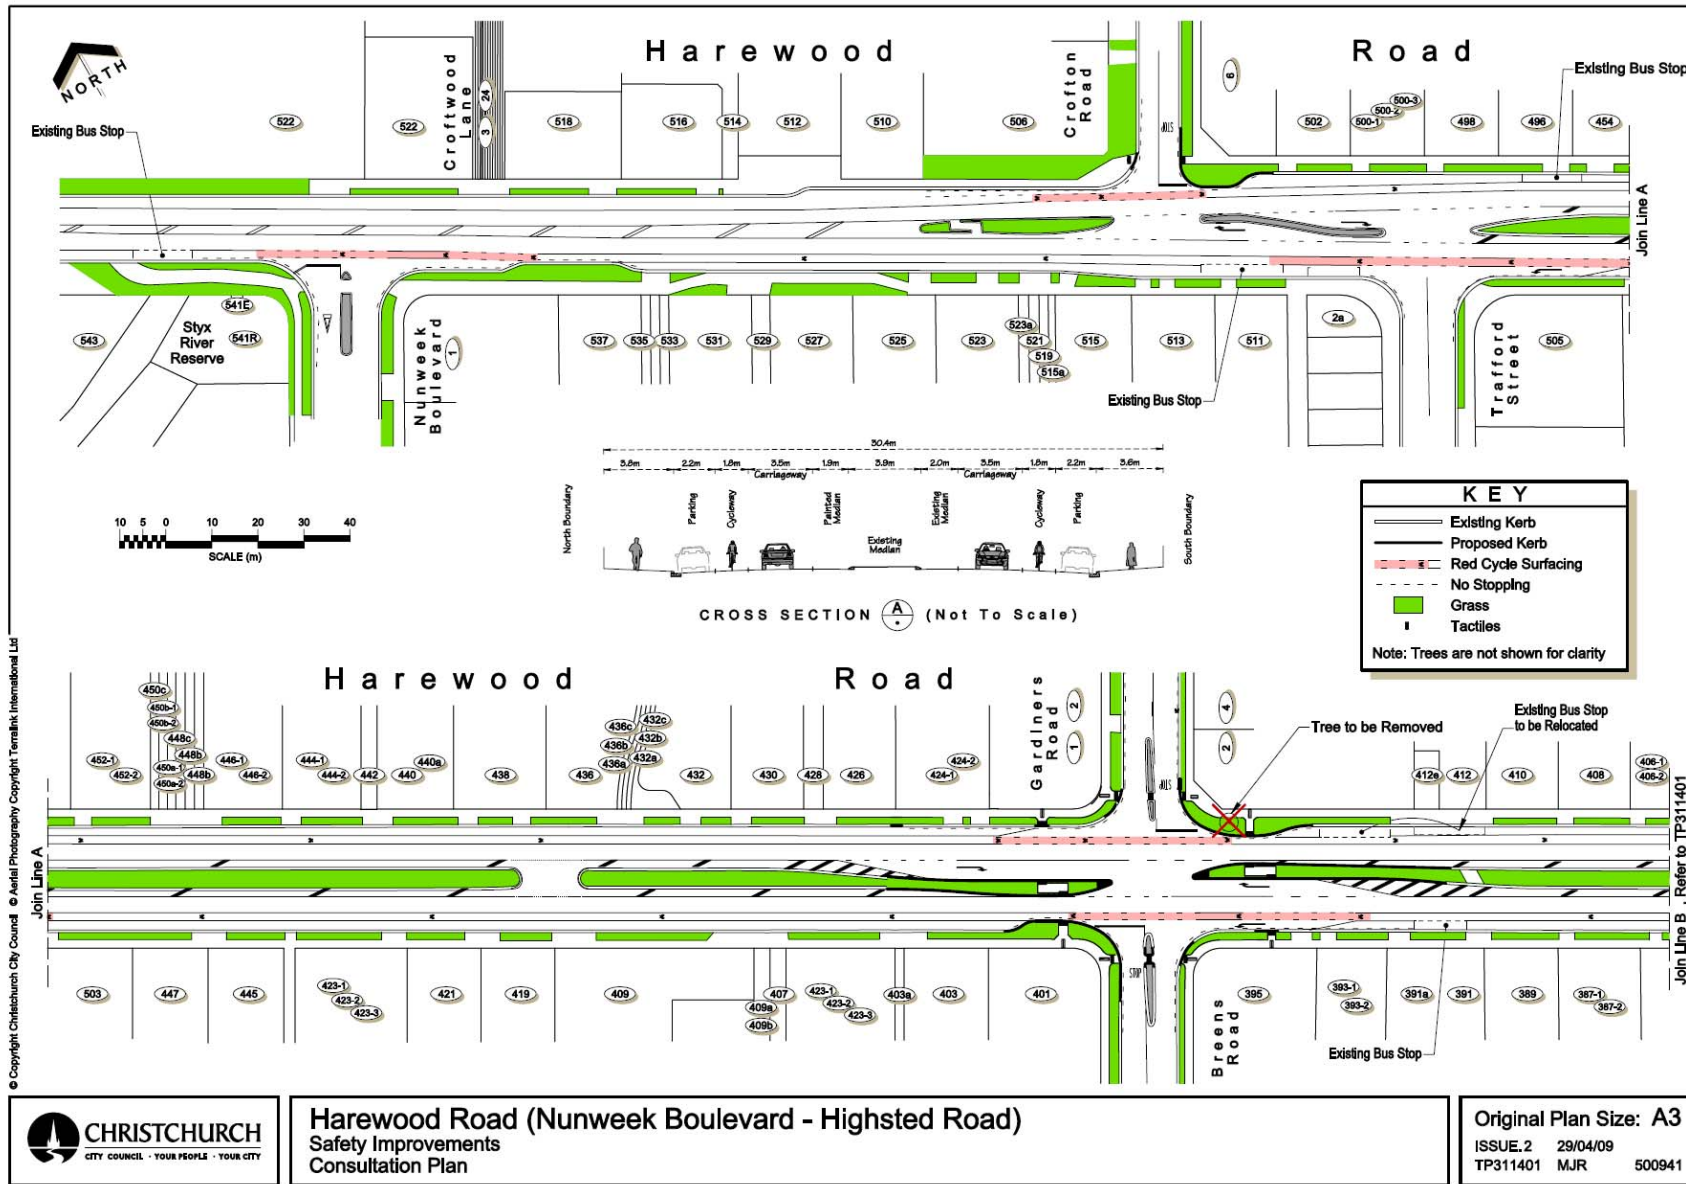 Harewood Road
NORTH
Existing Bus Stop
Croftwood
Lane
Crofton
Road
Existing Bus Stop
522
522
3
24
518
516
514
512
510
506
6
502
500-1
500-2
500-3
498
496
454
STOP
Join Line A
543
541E
541R
Styx
River
Reserve
Nunweek
Boulevard
1
537
535
533
531
529
527
525
523
523a
521
519
515a
515
513
511
2a
Trafford
Street
505
Existing Bus Stop
30.4m
3.8m
2.2m
1.8m
3.5m
1.9m
3.9m
2.0m
3.5m
1.8m
2.2m
3.6m
Carriageway
Carriageway
North Boundary
Parking
Cycleway
Painted
Median
Existing
Median
Existing
Median
Cycleway
Parking
South Boundary
CROSS SECTION A (Not To Scale)
10 5 0 10 20 30 40
SCALE (m)
KEY
Existing Kerb
Proposed Kerb
Red Cycle Surfacing
No Stopping
Grass
Tactiles
Note: Trees are not shown for clarity
Harewood Road
Gardiners
Road
2
1
4
2
Tree to be Removed
Existing Bus Stop
to be Relocated
452-1
452-2
450c
450b-1
450b-2
448c
448b
450a-1
450a-2
448b
446-1
446-2
444-1
444-2
442
440
440a
438
436
436c
436b
436a
432c
432b
432a
432
430
428
426
424-1
424-2
412e
412
410
408
406-1
406-2
STOP
Join Line A
Join Line B , Refer to TP311401
503
447
445
423-1
423-2
423-3
421
419
409
409a
409b
407
423-1
423-2
423-3
403a
403
401
STOP
Breens
Road
395
393-1
393-2
391a
391
389
387-1
387-2
Existing Bus Stop
© Copyright Christchurch City Council © Aerial Photography Copyright Terralink International Ltd
CHRISTCHURCH
CITY COUNCIL · YOUR PEOPLE · YOUR CITY
Harewood Road (Nunweek Boulevard - Highsted Road)
Safety Improvements
Consultation Plan
Original Plan Size: A3
ISSUE.2 29/04/09
TP311401 MJR 500941